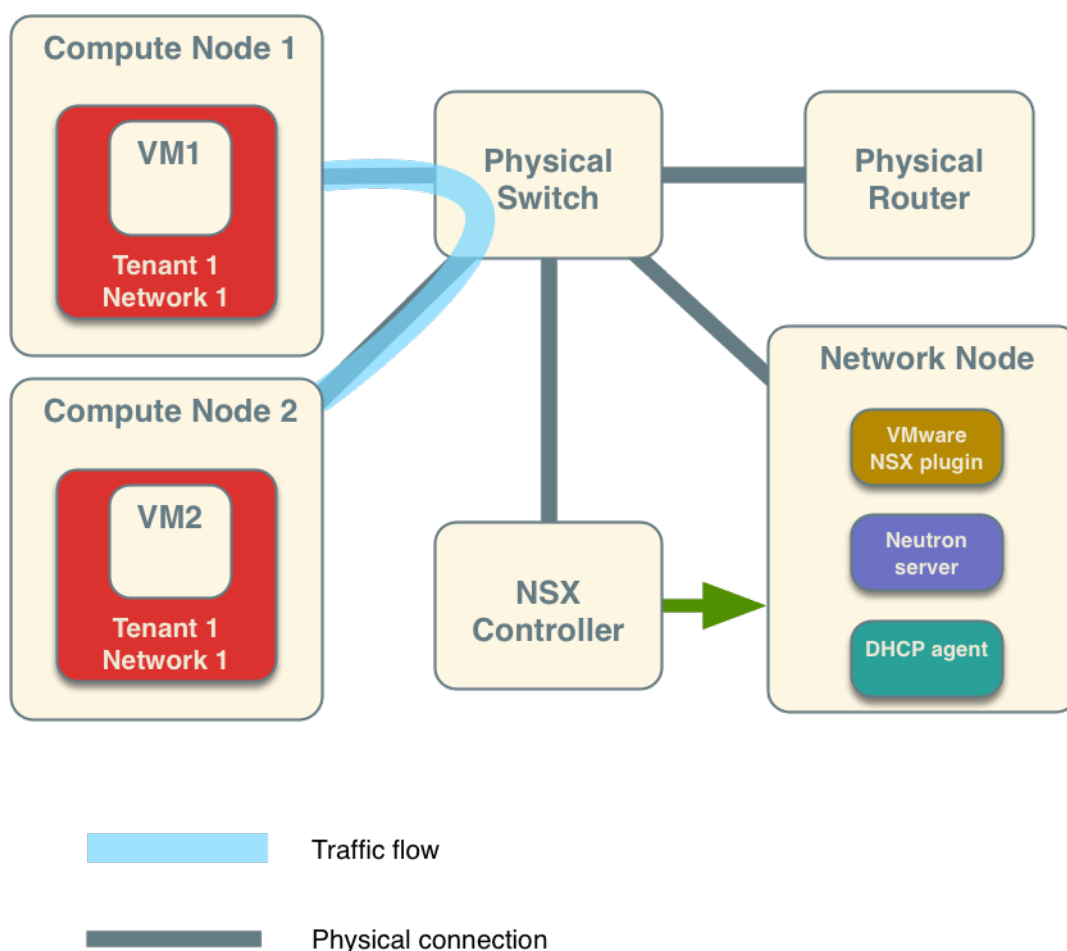 Compute Node 1
VM1
Tenant 1
Network 1
Physical
Switch
Physical
Router
Compute Node 2
VM2
Tenant 1
Network 1
NSX
Controller
Network Node
VMware
NSX plugin
Neutron
server
DHCP agent
Traffic flow
Physical connection